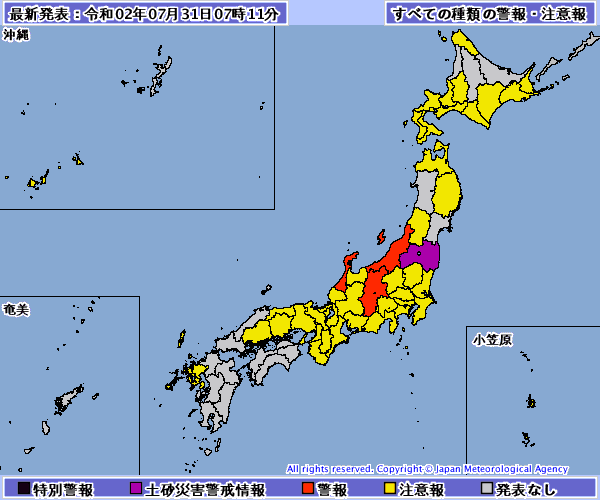 最新発表：令和02年07月31日07時11分
すべての種類の警報・注意報
沖縄
奄美
小笠原
All rights reserved. Copyright © Japan Meteorological Agency
特別警報 土砂災害警戒情報 警報 注意報 発表なし